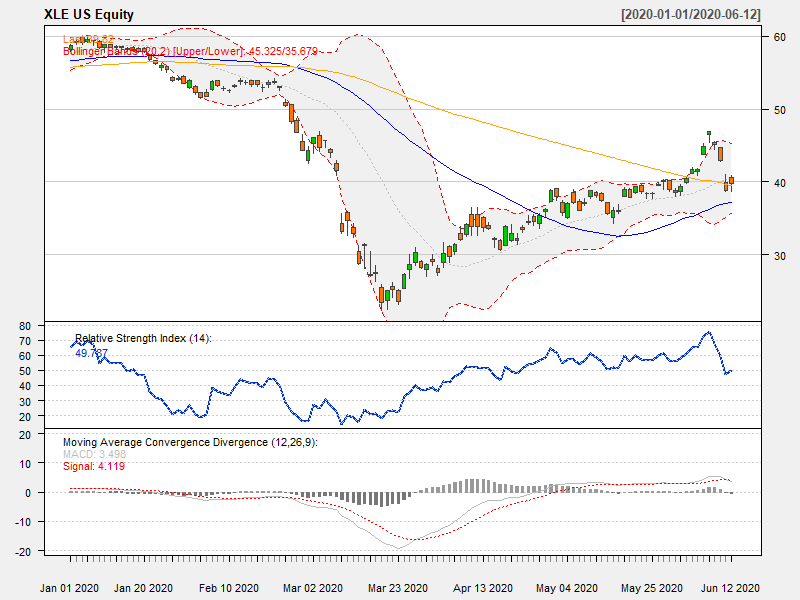 XLE US Equity
[2020-01-01/2020-06-12]
Bollinger Bands (20,2) [Upper/Lower]: 45.325/35.679
60
50
40
30
Relative Strength Index (14):
49.787
80
70
60
50
40
30
20
Moving Average Convergence Divergence (12,26,9):
MACD: 3.498
Signal: 4.119
20
10
0
-10
-20
Jan 01 2020 Jan 20 2020 Feb 10 2020 Mar 02 2020 Mar 23 2020 Apr 13 2020 May 04 2020 May 25 2020 Jun 12 2020